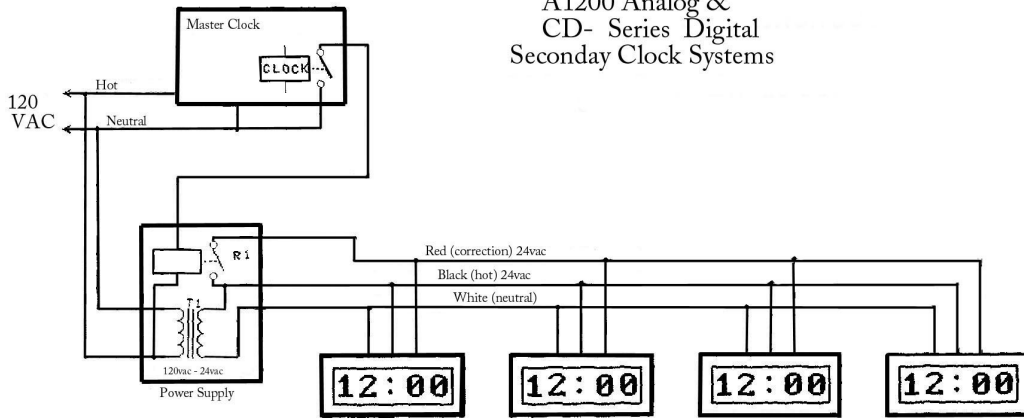 A1200 Analog &
CD- Series Digital
Seconday Clock Systems
Master Clock
CLOCK
Hot
120
VAC
Neutral
R1
Red (correction) 24vac
Black (hot) 24vac
White (neutral)
T1
120vac - 24vac
Power Supply
12:00
12:00
12:00
12:00